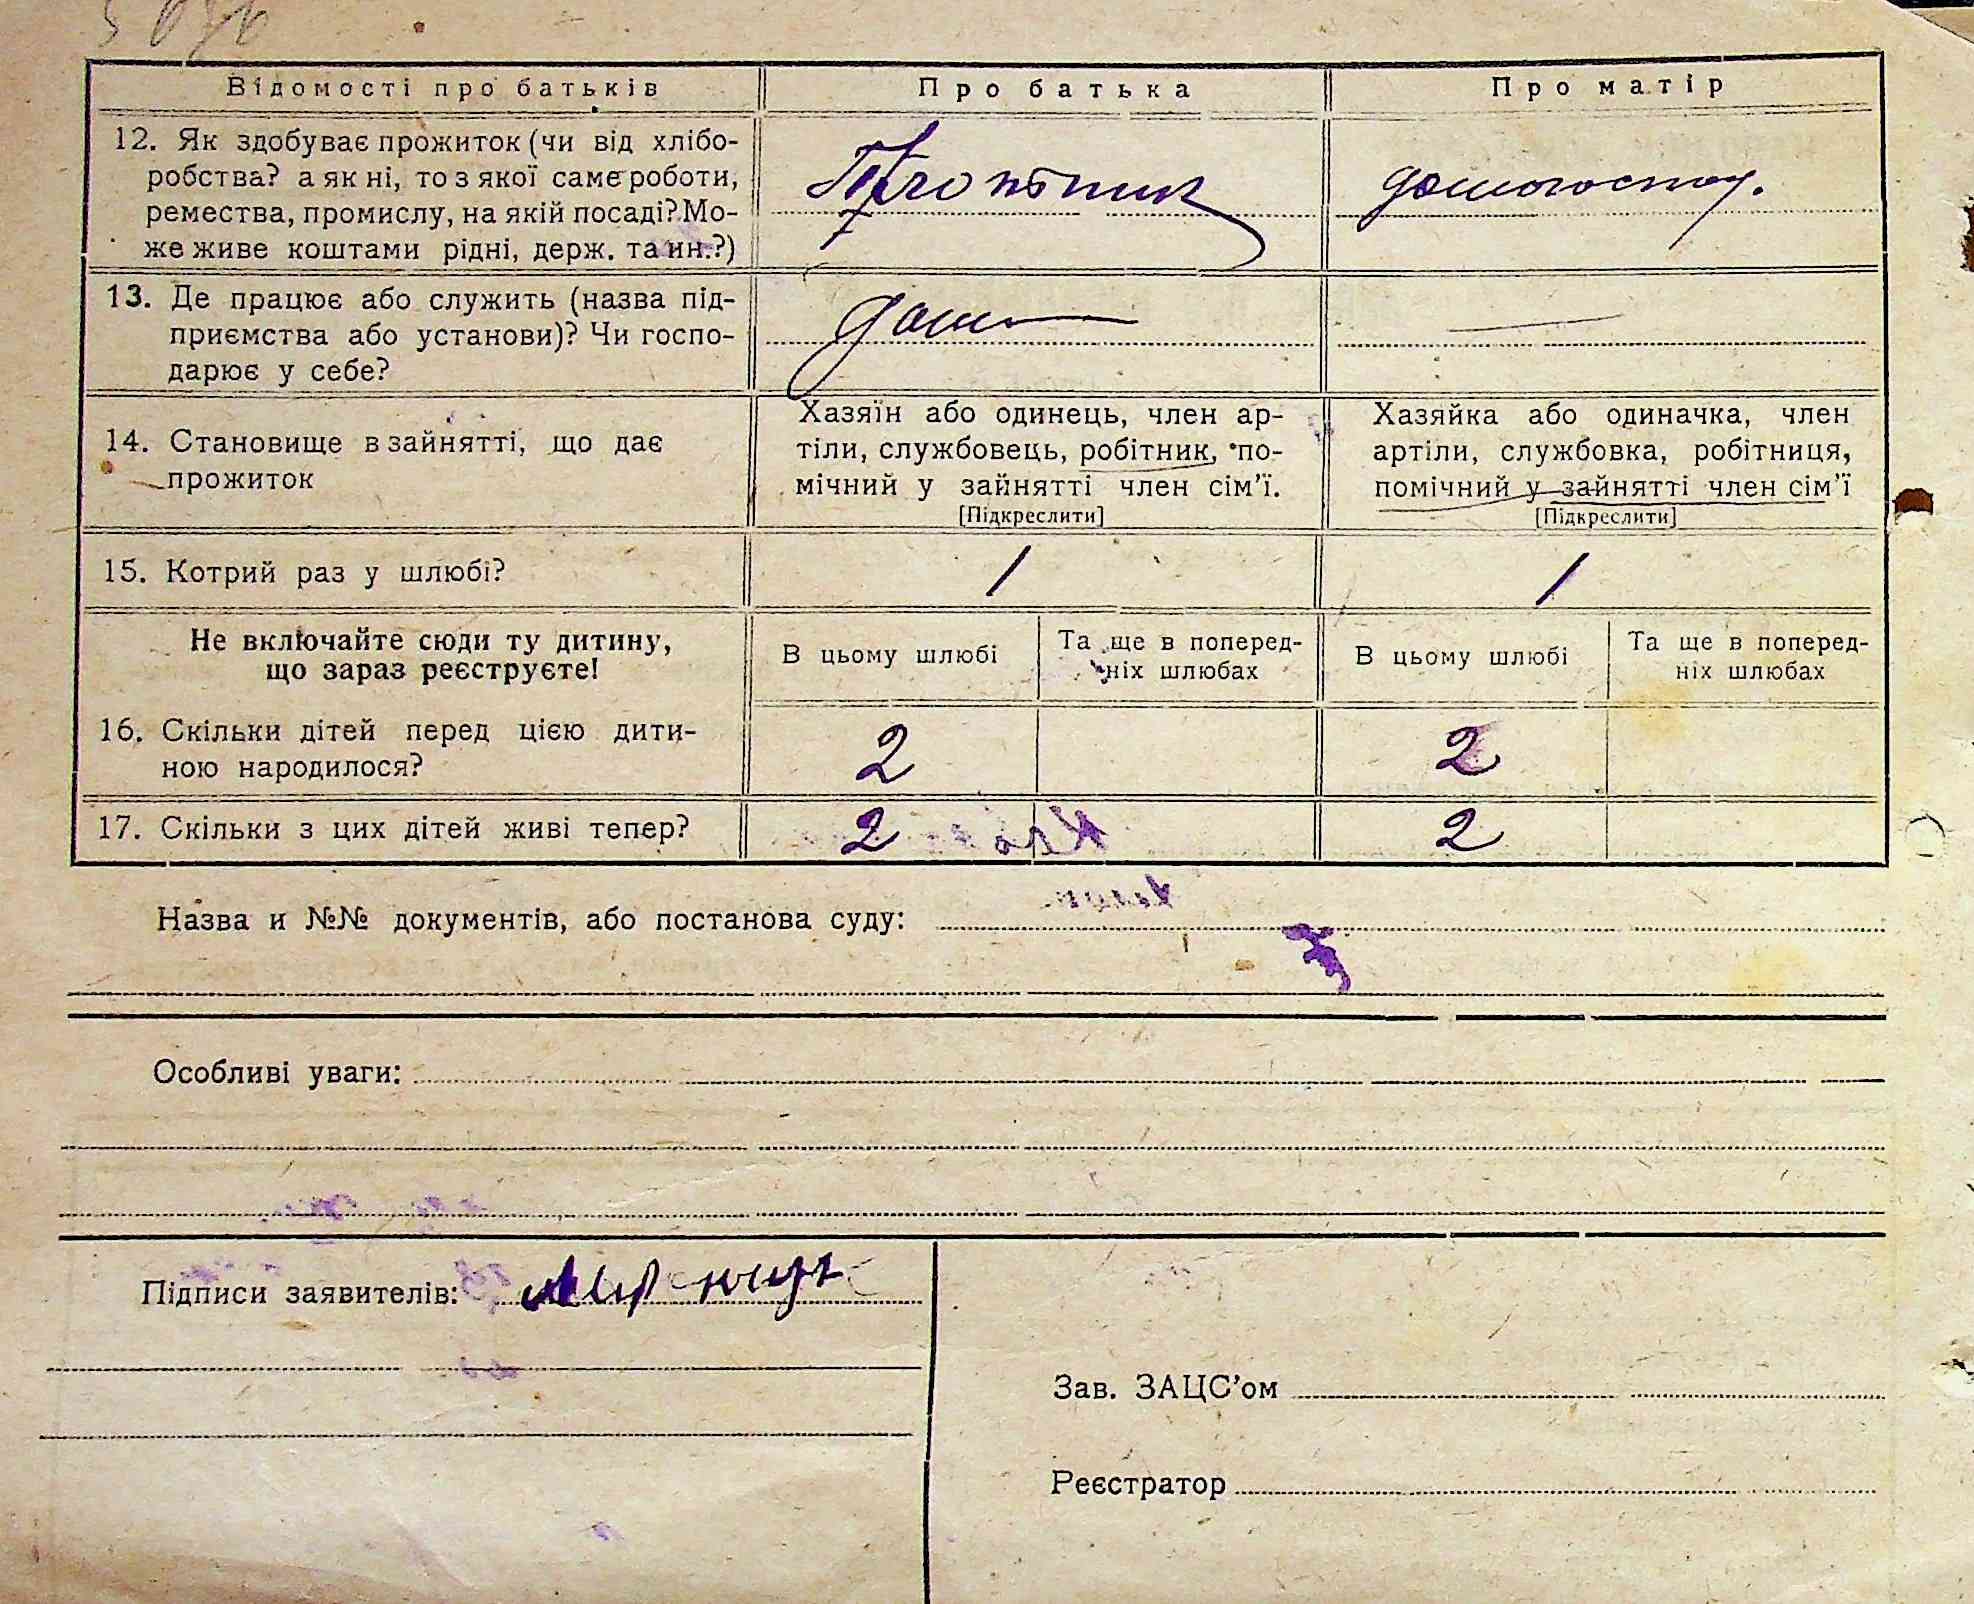 Відомості про батьків
Про батька
Про матір
12. Як здобуває прожиток (чи від хлібо-
робства? а як ні, то з якої саме роботи,
ремества, промислу, на якій посаді? Мо-
же живе коштами рідні, держ. та ин.?)
домогоспод.
13. Де працює або служить (назва під-
приємства або установи)? Чи госпо-
дарює у себе?
дом
14. Становище в зайнятті, що дає
прожиток
Хазяїн або одинець, член ар-
тіли, службовець, робітник, по-
мічний у зайнятті член сім'ї.
[Підкреслити]
Хазяйка або одиначка, член
артіли, службовка, робітниця,
помічний у зайнятті член сім'ї
[Підкреслити]
15. Котрий раз у шлюбі?
1
1
Не включайте сюди ту дитину,
що зараз реєструєте!
В цьому шлюбі
Та ще в поперед-
ніх шлюбах
В цьому шлюбі
Та ще в поперед-
ніх шлюбах
16. Скільки дітей перед цією дити-
ною народилося?
2
2
17. Скільки з цих дітей живі тепер?
2
2
Назва и №№ документів, або постанова суду:
Особливі уваги:
Підписи заявителів:
Зав. ЗАЦС'ом
Реєстратор